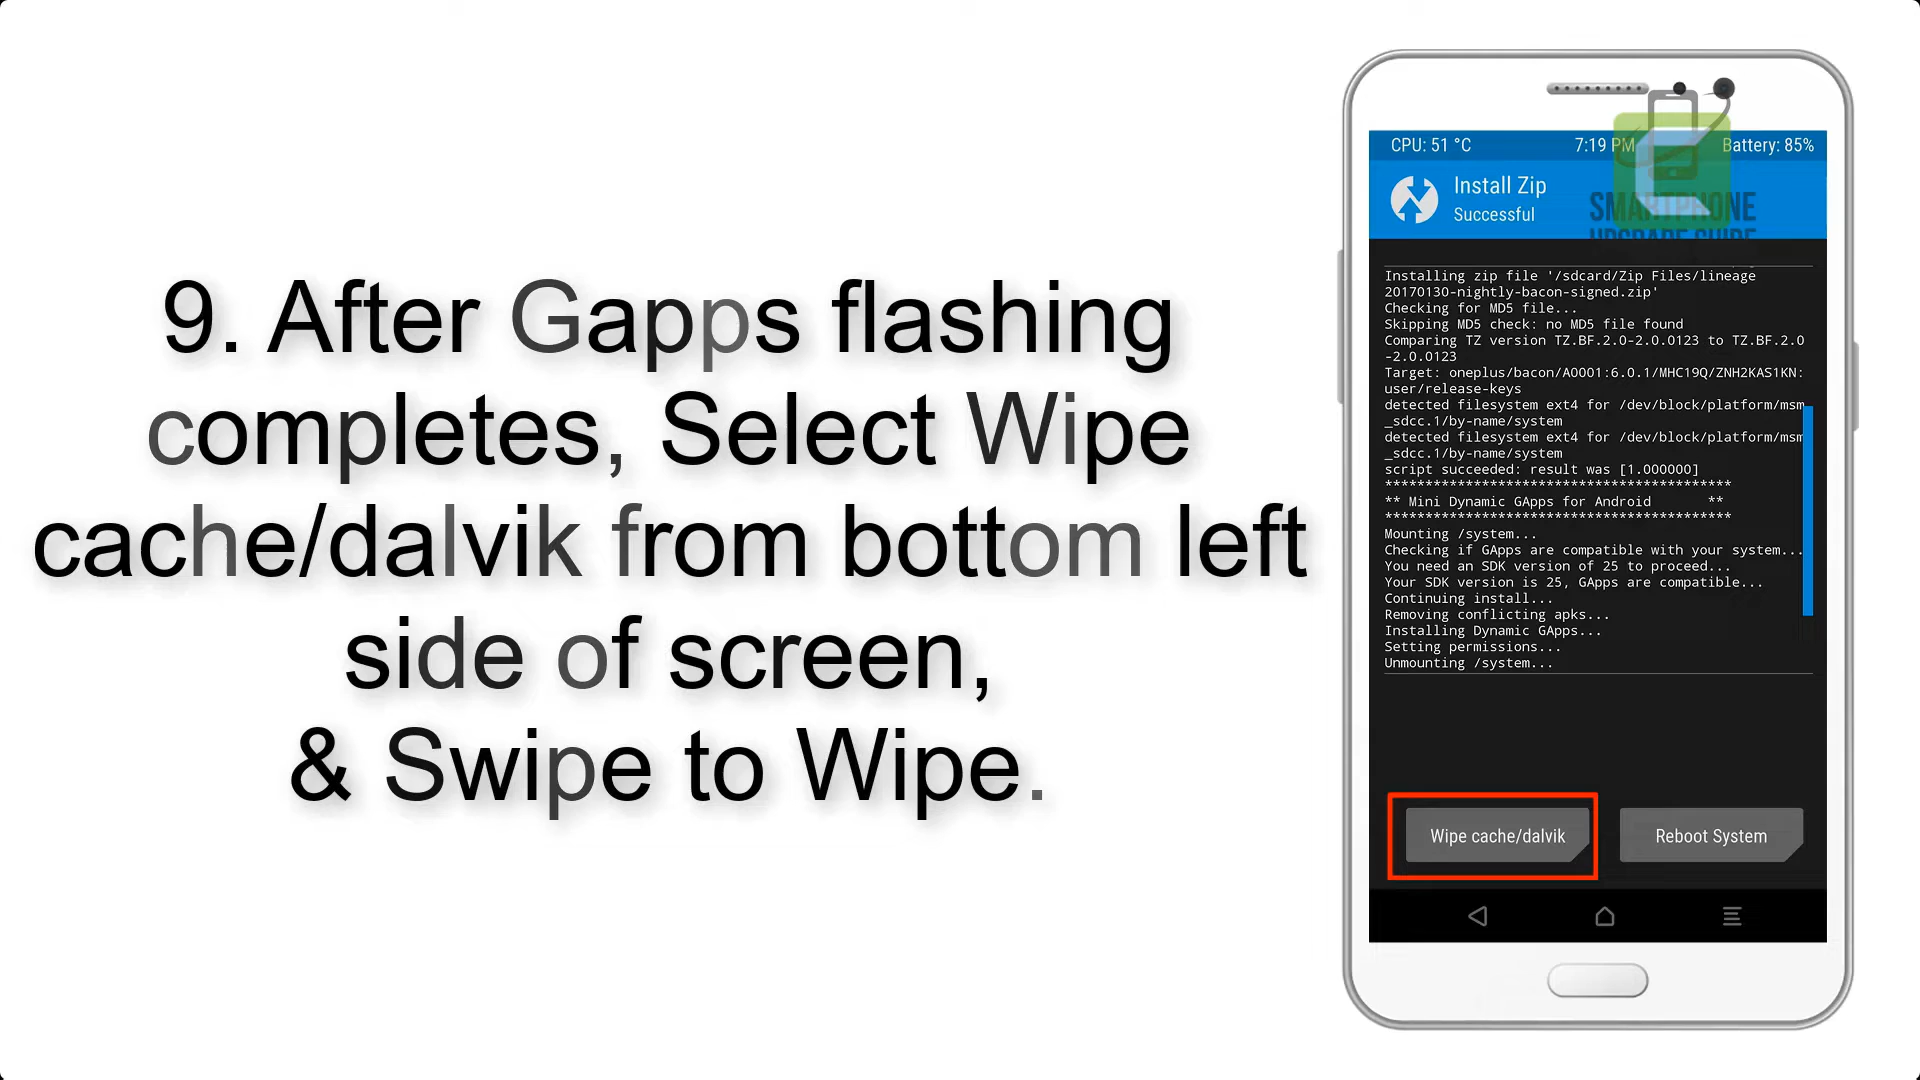 9. After Gapps flashing
completes, Select Wipe
cache/dalvik from bottom left
side of screen,
& Swipe to Wipe.
CPU: 51 °C 7:19 PM Battery: 85%
Install Zip
Successful
SMARTPHONE
UPGRADE GUIDE
Installing zip file '/sdcard/Zip Files/lineage
20170130-nightly-bacon-signed.zip'
Checking for MD5 file...
Skipping MD5 check: no MD5 file found
Comparing TZ version TZ.BF.2.0-2.0.0123 to TZ.BF.2.0
-2.0.0123
Target: oneplus/bacon/A0001:6.0.1/MHC19Q/ZNH2KAS1KN:
user/release-keys
detected filesystem ext4 for /dev/block/platform/msm
_sdcc.1/by-name/system
detected filesystem ext4 for /dev/block/platform/msm
_sdcc.1/by-name/system
script succeeded: result was [1.000000]
*******************************************
** Mini Dynamic GApps for Android **
*******************************************
Mounting /system...
Checking if GApps are compatible with your system...
You need an SDK version of 25 to proceed...
Your SDK version is 25, GApps are compatible...
Continuing install...
Removing conflicting apks...
Installing Dynamic GApps...
Setting permissions...
Unmounting /system...
Wipe cache/dalvik
Reboot System